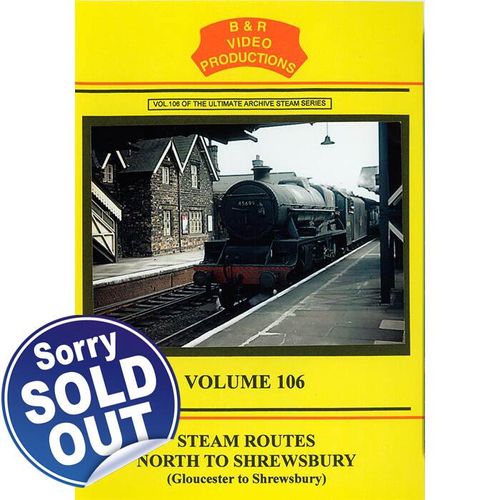 B & R
VIDEO
PRODUCTIONS
VOL.106 OF THE ULTIMATE ARCHIVE STEAM SERIES
VOLUME 106
Sorry
SOLD
OUT
STEAM ROUTES
NORTH TO SHREWSBURY
(Gloucester to Shrewsbury)